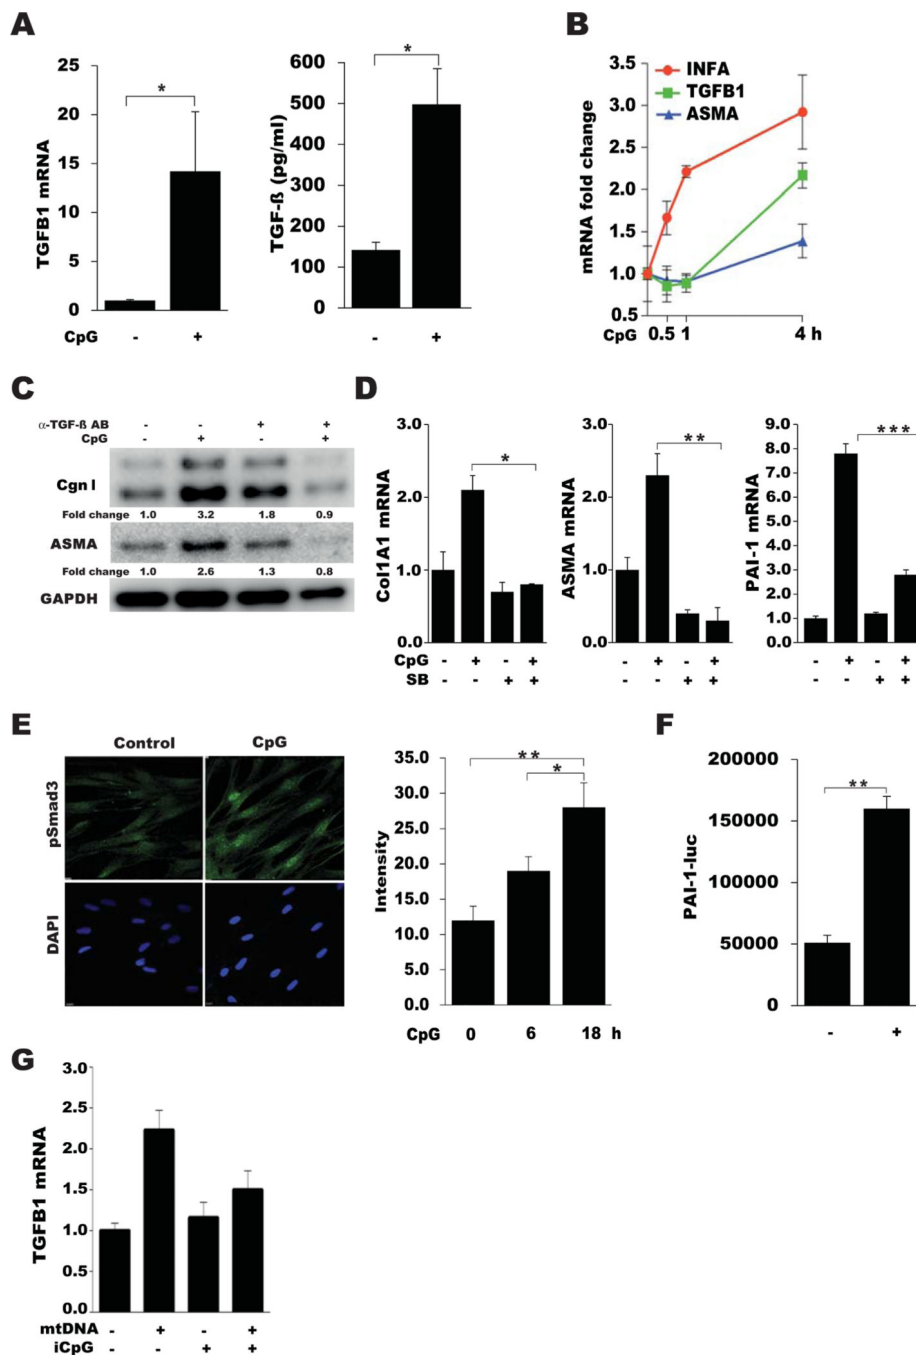 A
25
20
15
10
5
0
TGFB1 mRNA
*
CpG - +
600
500
400
300
200
100
0
TGF-ß (pg/ml)
*
- +
B
3.5
3.0
2.5
2.0
1.5
1.0
0.5
mRNA fold change
INFA
TGFB1
ASMA
CpG 0.5 1 4 h
C
α-TGF-ß AB - - + +
CpG - + - +
Cgn I
Fold change 1.0 3.2 1.8 0.9
ASMA
Fold change 1.0 2.6 1.3 0.8
GAPDH
D
3.0
2.0
1.0
0.0
Col1A1 mRNA
*
CpG - + - +
SB - - + +
3.0
2.0
1.0
0.0
ASMA mRNA
**
- + - +
- - + +
9.0
8.0
7.0
6.0
5.0
4.0
3.0
2.0
1.0
0.0
PAI-1 mRNA
***
- + - +
- - + +
E
Control CpG
pSmad3
DAPI
35.0
30.0
25.0
20.0
15.0
10.0
5.0
0.0
Intensity
**
*
CpG 0 6 18 h
F
200000
150000
100000
50000
0
PAI-1-luc
**
- +
G
3.0
2.5
2.0
1.5
1.0
0.5
0.0
TGFB1 mRNA
mtDNA - + - +
iCpG - - + +